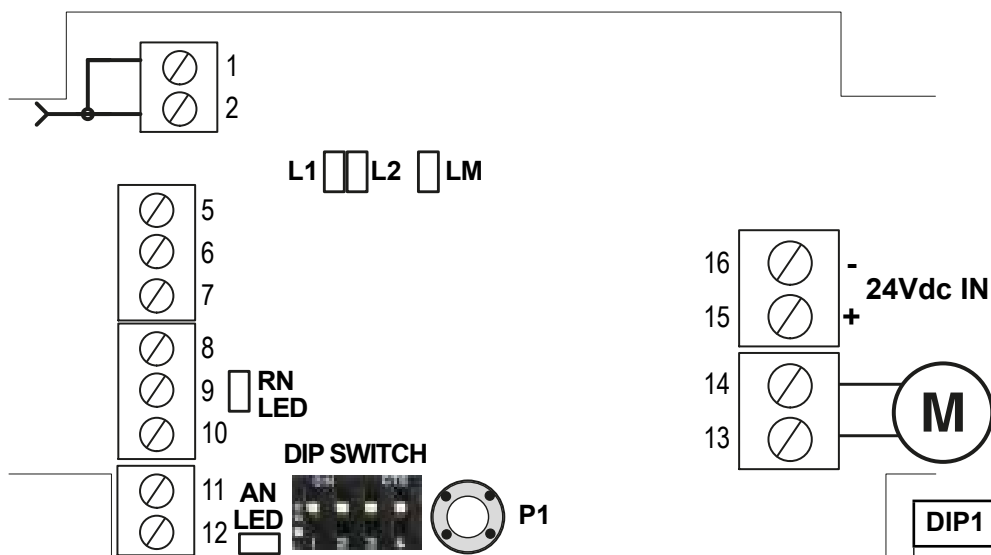 1
2
L1 L2 LM
5
6
7
16 -
24Vdc IN
15 +
8
9 RN
LED
10
14
13
M
DIP SWITCH
11 AN
LED
12
P1
DIP1